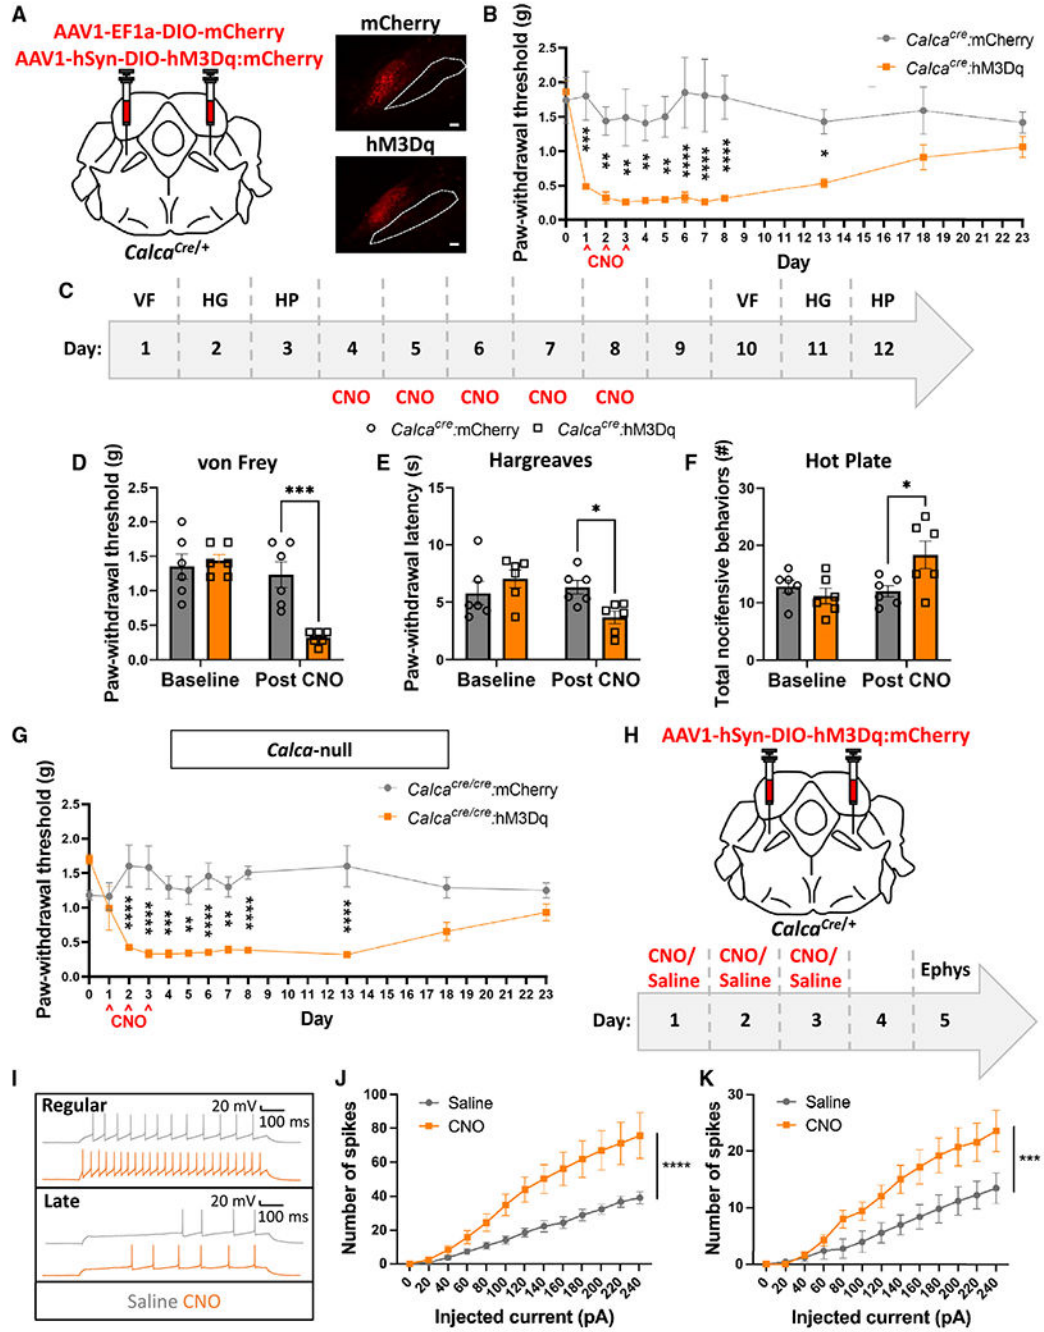 A
AAV1-EF1a-DIO-mCherry
AAV1-hSyn-DIO-hM3Dq:mCherry
Calca^Cre/+
mCherry
hM3Dq
B
Paw-withdrawal threshold (g)
2.5
2.0
1.5
1.0
0.5
0.0
Calca^cre:mCherry
Calca^cre:hM3Dq
*** ** ** ** ** **** **** **** *
0 1 2 3 4 5 6 7 8 9 10 11 12 13 14 15 16 17 18 19 20 21 22 23
^ ^ ^
CNO
Day
C
VF HG HP VF HG HP
Day: 1 2 3 4 5 6 7 8 9 10 11 12
CNO CNO CNO CNO CNO
Calca^cre:mCherry Calca^cre:hM3Dq
D
von Frey
Paw-withdrawal threshold (g)
2.5
2.0
1.5
1.0
0.5
0.0
***
Baseline Post CNO
E
Hargreaves
Paw-withdrawal latency (s)
15
10
5
0
*
Baseline Post CNO
F
Hot Plate
Total nocifensive behaviors (#)
30
20
10
0
*
Baseline Post CNO
G
Calca-null
Calca^cre/cre:mCherry
Calca^cre/cre:hM3Dq
Paw-withdrawal threshold (g)
2.5
2.0
1.5
1.0
0.5
0.0
**** **** *** ** **** ** **** ****
0 1 2 3 4 5 6 7 8 9 10 11 12 13 14 15 16 17 18 19 20 21 22 23
^ ^ ^
CNO
Day
H
AAV1-hSyn-DIO-hM3Dq:mCherry
Calca^Cre/+
CNO/ CNO/ CNO/
Saline Saline Saline
Ephys
Day: 1 2 3 4 5
I
Regular
20 mV
100 ms
Late
20 mV
100 ms
Saline CNO
J
Number of spikes
100
80
60
40
20
0
Saline
CNO
****
0 20 40 60 80 100 120 140 160 180 200 220 240
Injected current (pA)
K
Number of spikes
30
20
10
0
Saline
CNO
***
0 20 40 60 80 100 120 140 160 180 200 220 240
Injected current (pA)